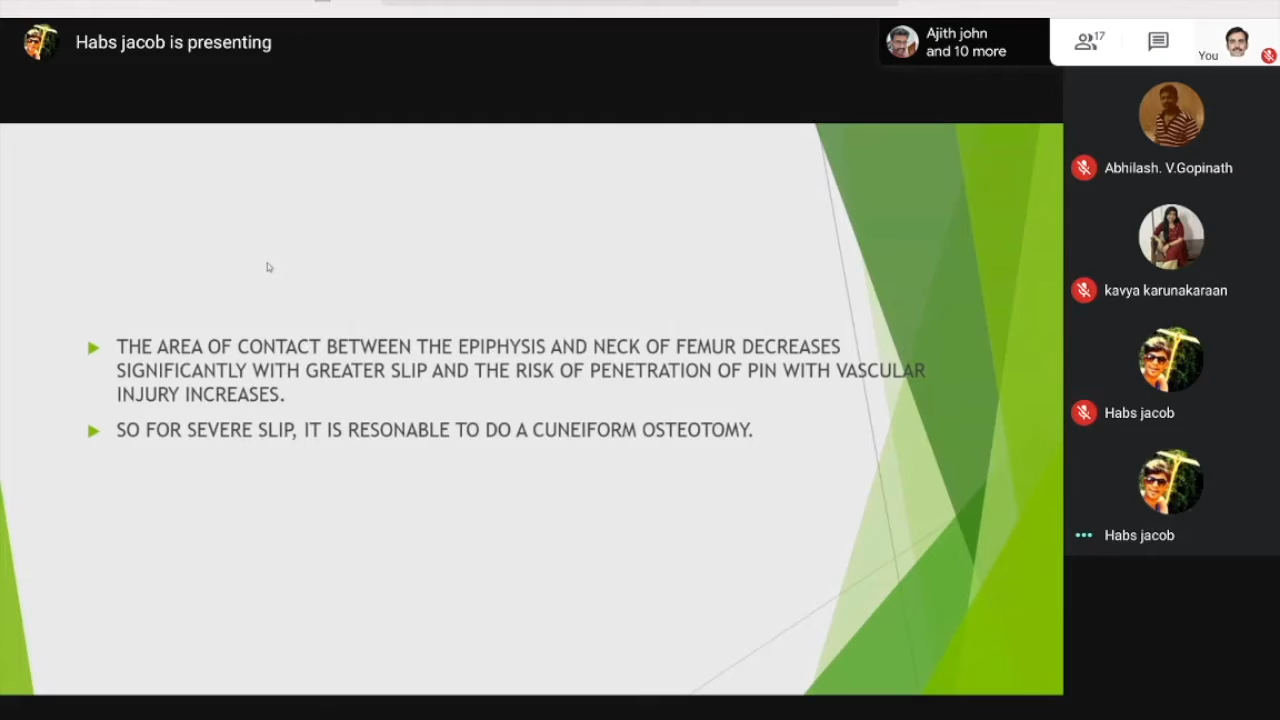 Habs jacob is presenting
Ajith john
and 10 more
17
You
Abhilash. V.Gopinath
kavya karunakaraan
Habs jacob
Habs jacob
THE AREA OF CONTACT BETWEEN THE EPIPHYSIS AND NECK OF FEMUR DECREASES
SIGNIFICANTLY WITH GREATER SLIP AND THE RISK OF PENETRATION OF PIN WITH VASCULAR
INJURY INCREASES.
SO FOR SEVERE SLIP, IT IS RESONABLE TO DO A CUNEIFORM OSTEOTOMY.